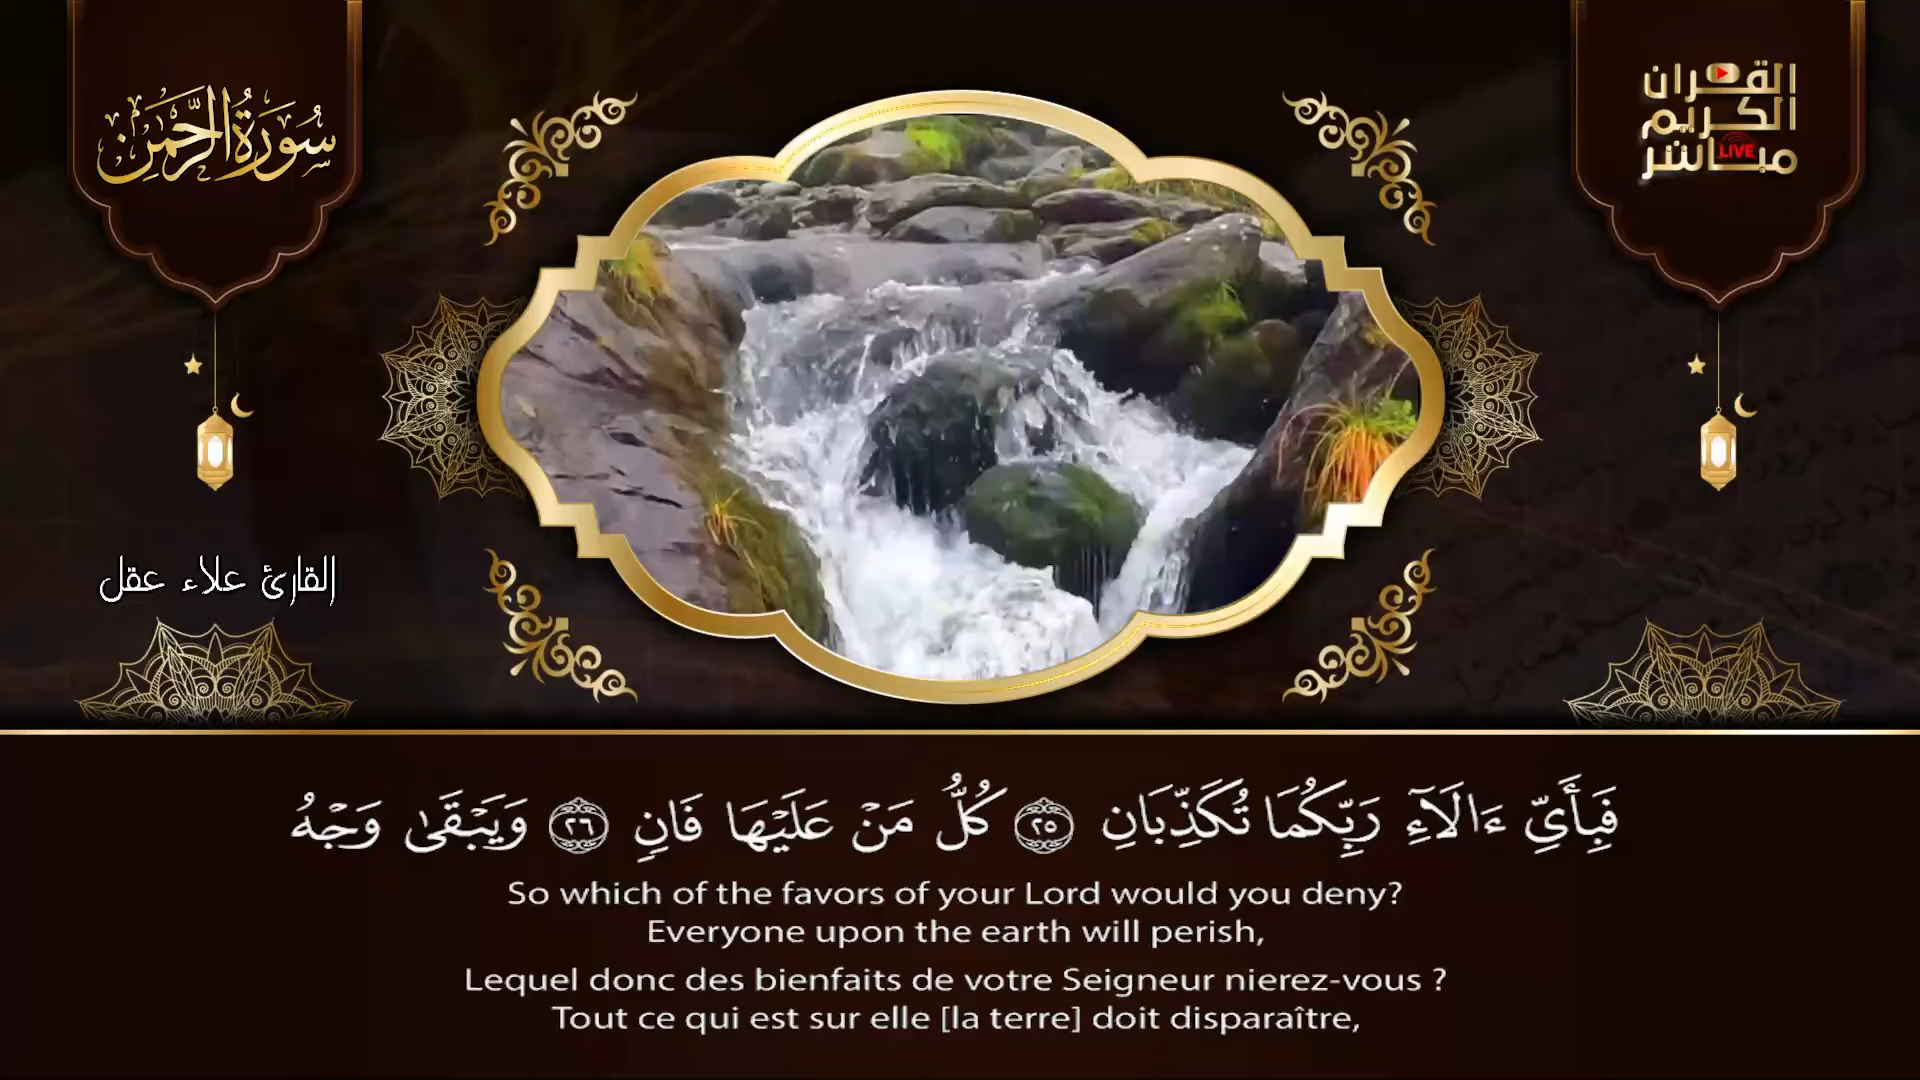 سُورَةُ الرَّحْمَن
القرآن
الكريم
مباشر
LIVE
القارئ علاء عقل
فَبِأَيِّ ءَالَآءِ رَبِّكُمَا تُكَذِّبَانِ ٢٥ كُلُّ مَنْ عَلَيْهَا فَانٍ ٢٦ وَيَبْقَىٰ وَجْهُ
So which of the favors of your Lord would you deny?
Everyone upon the earth will perish,
Lequel donc des bienfaits de votre Seigneur nierez-vous ?
Tout ce qui est sur elle [la terre] doit disparaître,